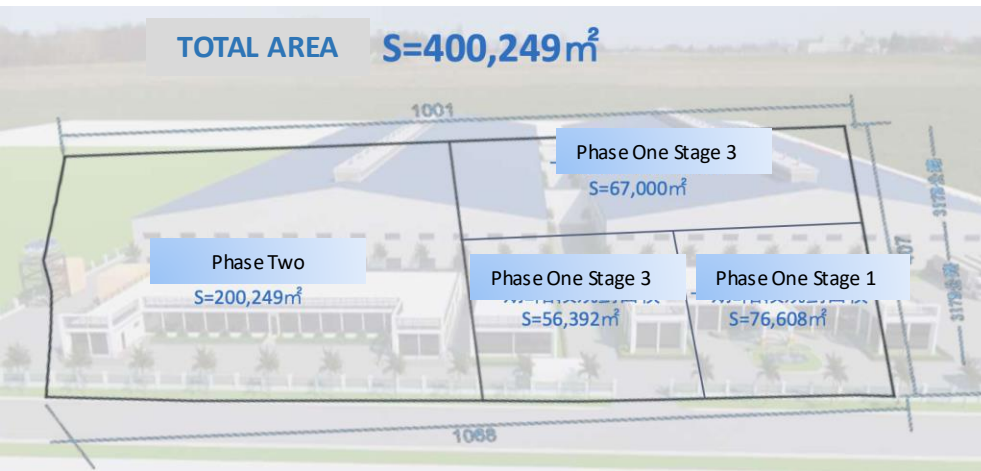 TOTAL AREA S=400,249㎡
1001
Phase One Stage 3
S=67,000㎡
Phase Two
S=200,249㎡
Phase One Stage 3
S=56,392㎡
Phase One Stage 1
S=76,608㎡
1068